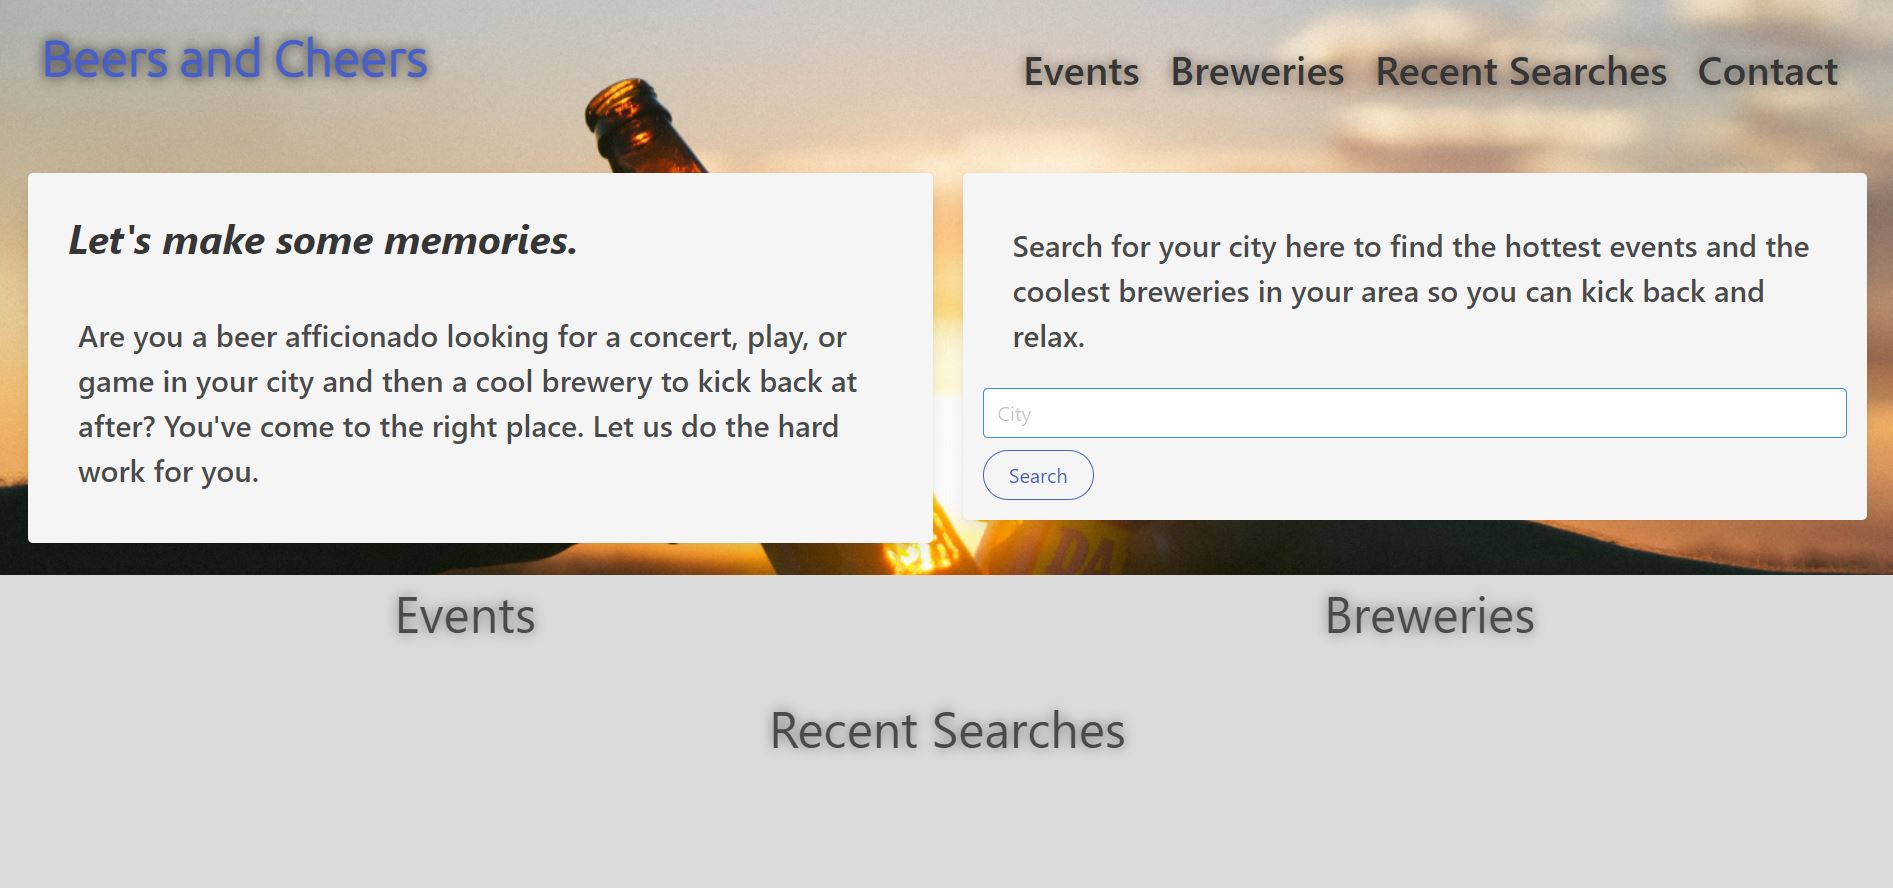 Beers and Cheers
Events Breweries Recent Searches Contact
Let's make some memories.
Are you a beer afficionado looking for a concert, play, or
game in your city and then a cool brewery to kick back at
after? You've come to the right place. Let us do the hard
work for you.
Search for your city here to find the hottest events and the
coolest breweries in your area so you can kick back and
relax.
City
Search
Events
Breweries
Recent Searches